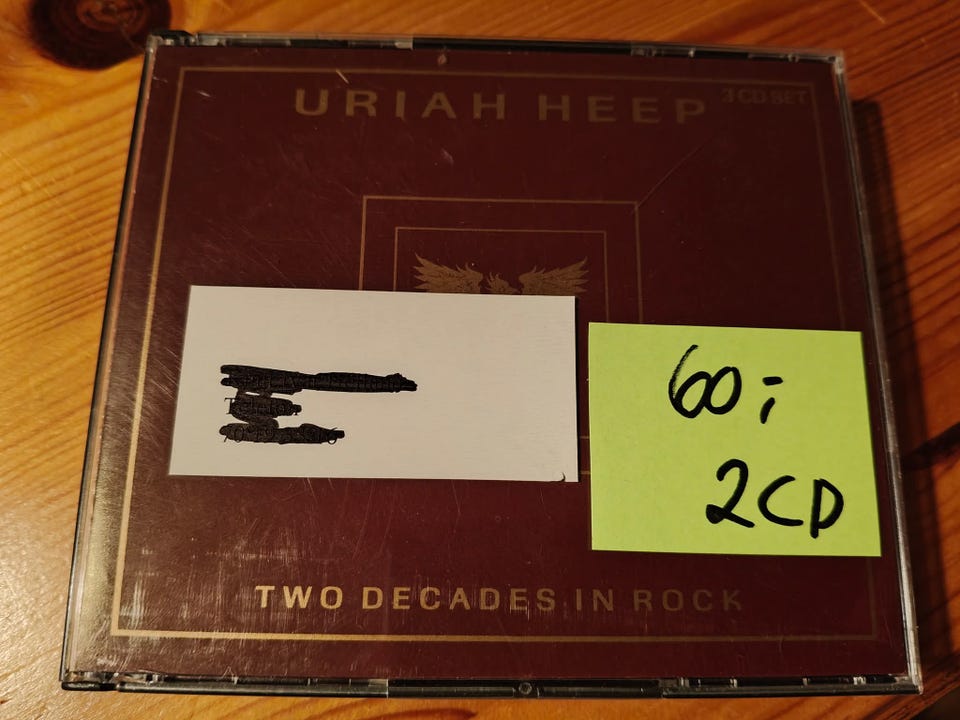 URIAH HEEP
3 CD SET
60;
2CD
TWO DECADES IN ROCK